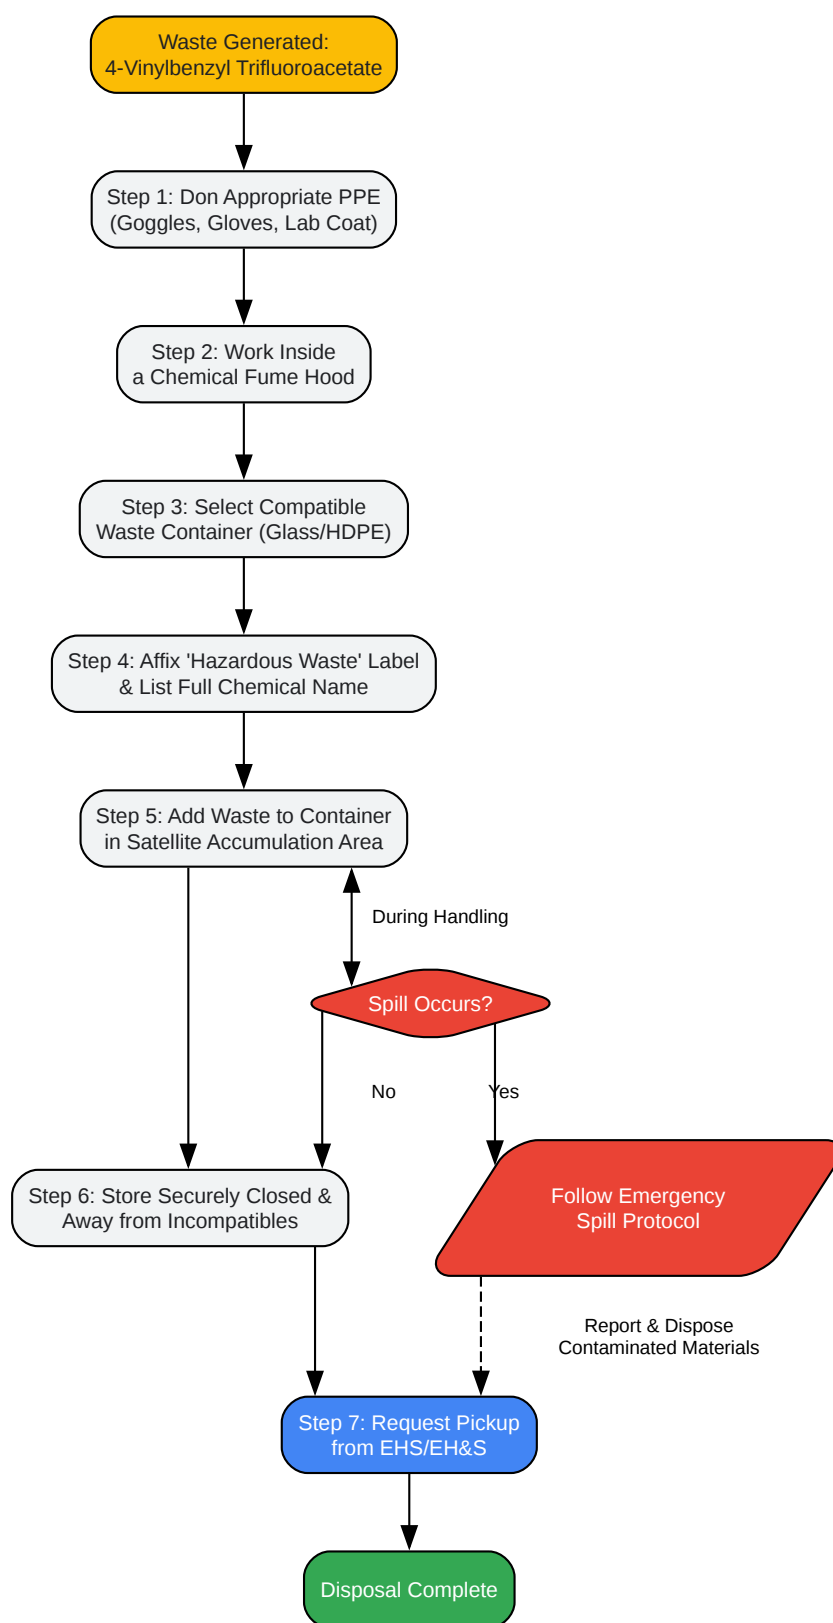 Waste Generated:
4-Vinylbenzyl Trifluoroacetate
Step 1: Don Appropriate PPE
(Goggles, Gloves, Lab Coat)
Step 2: Work Inside
a Chemical Fume Hood
Step 3: Select Compatible
Waste Container (Glass/HDPE)
Step 4: Affix 'Hazardous Waste' Label
& List Full Chemical Name
Step 5: Add Waste to Container
in Satellite Accumulation Area
During Handling
Spill Occurs?
No
Yes
Step 6: Store Securely Closed &
Away from Incompatibles
Follow Emergency
Spill Protocol
Report & Dispose
Contaminated Materials
Step 7: Request Pickup
from EHS/EH&S
Disposal Complete